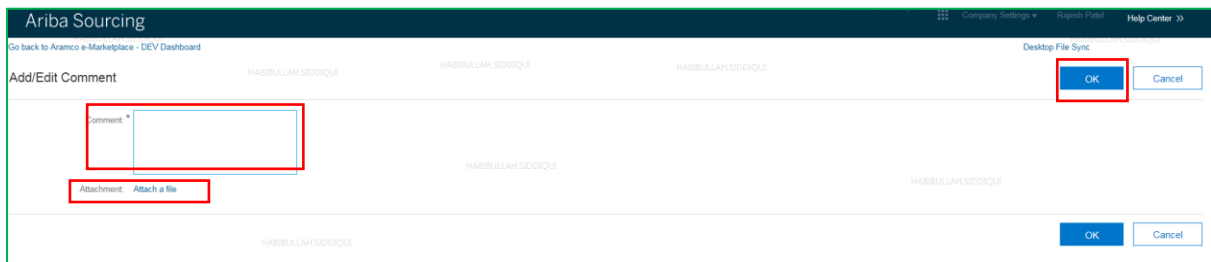 Ariba Sourcing
Company Settings ▾ Rajesh Patel Help Center »
Go back to Aramco e-Marketplace - DEV Dashboard
Desktop File Sync
HABIBULLAH.SIDDIQUI
HABIBULLAH.SIDDIQUI
HABIBULLAH.SIDDIQUI
Add/Edit Comment
OK Cancel
Comment: *
HABIBULLAH.SIDDIQUI
HABIBULLAH.SIDDIQUI
Attachment: Attach a file
OK Cancel
HABIBULLAH.SIDDIQUI